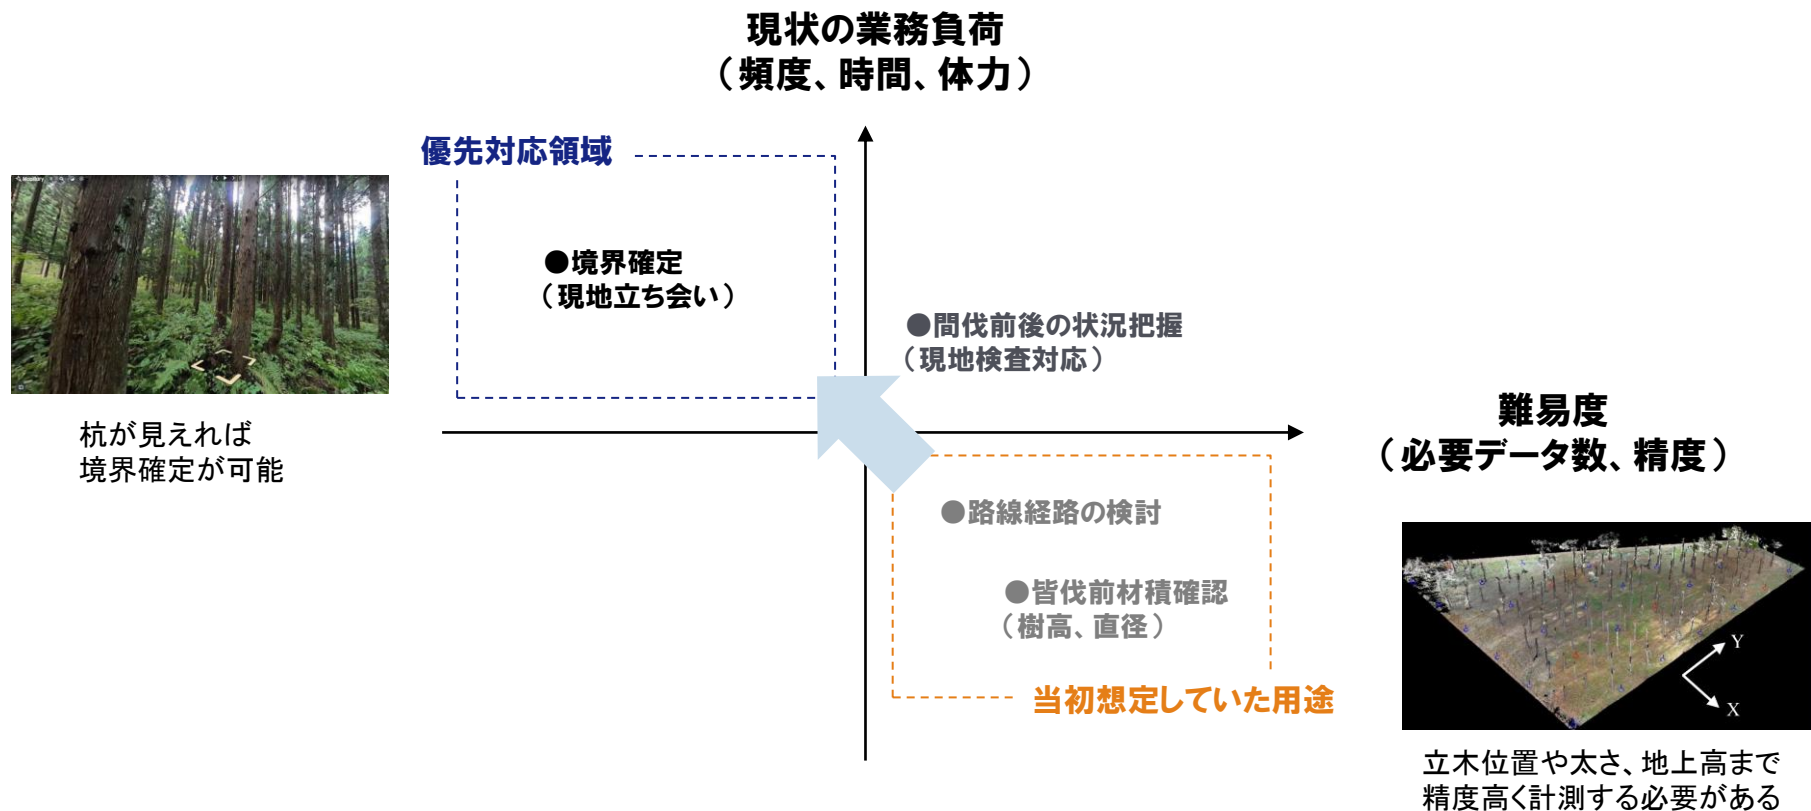 現状の業務負荷
（頻度、時間、体力）
優先対応領域
●境界確定
（現地立ち会い）
●間伐前後の状況把握
（現地検査対応）
杭が見えれば
境界確定が可能
難易度
（必要データ数、精度）
●路線経路の検討
●皆伐前材積確認
（樹高、直径）
当初想定していた用途
Y
X
立木位置や太さ、地上高まで
精度高く計測する必要がある